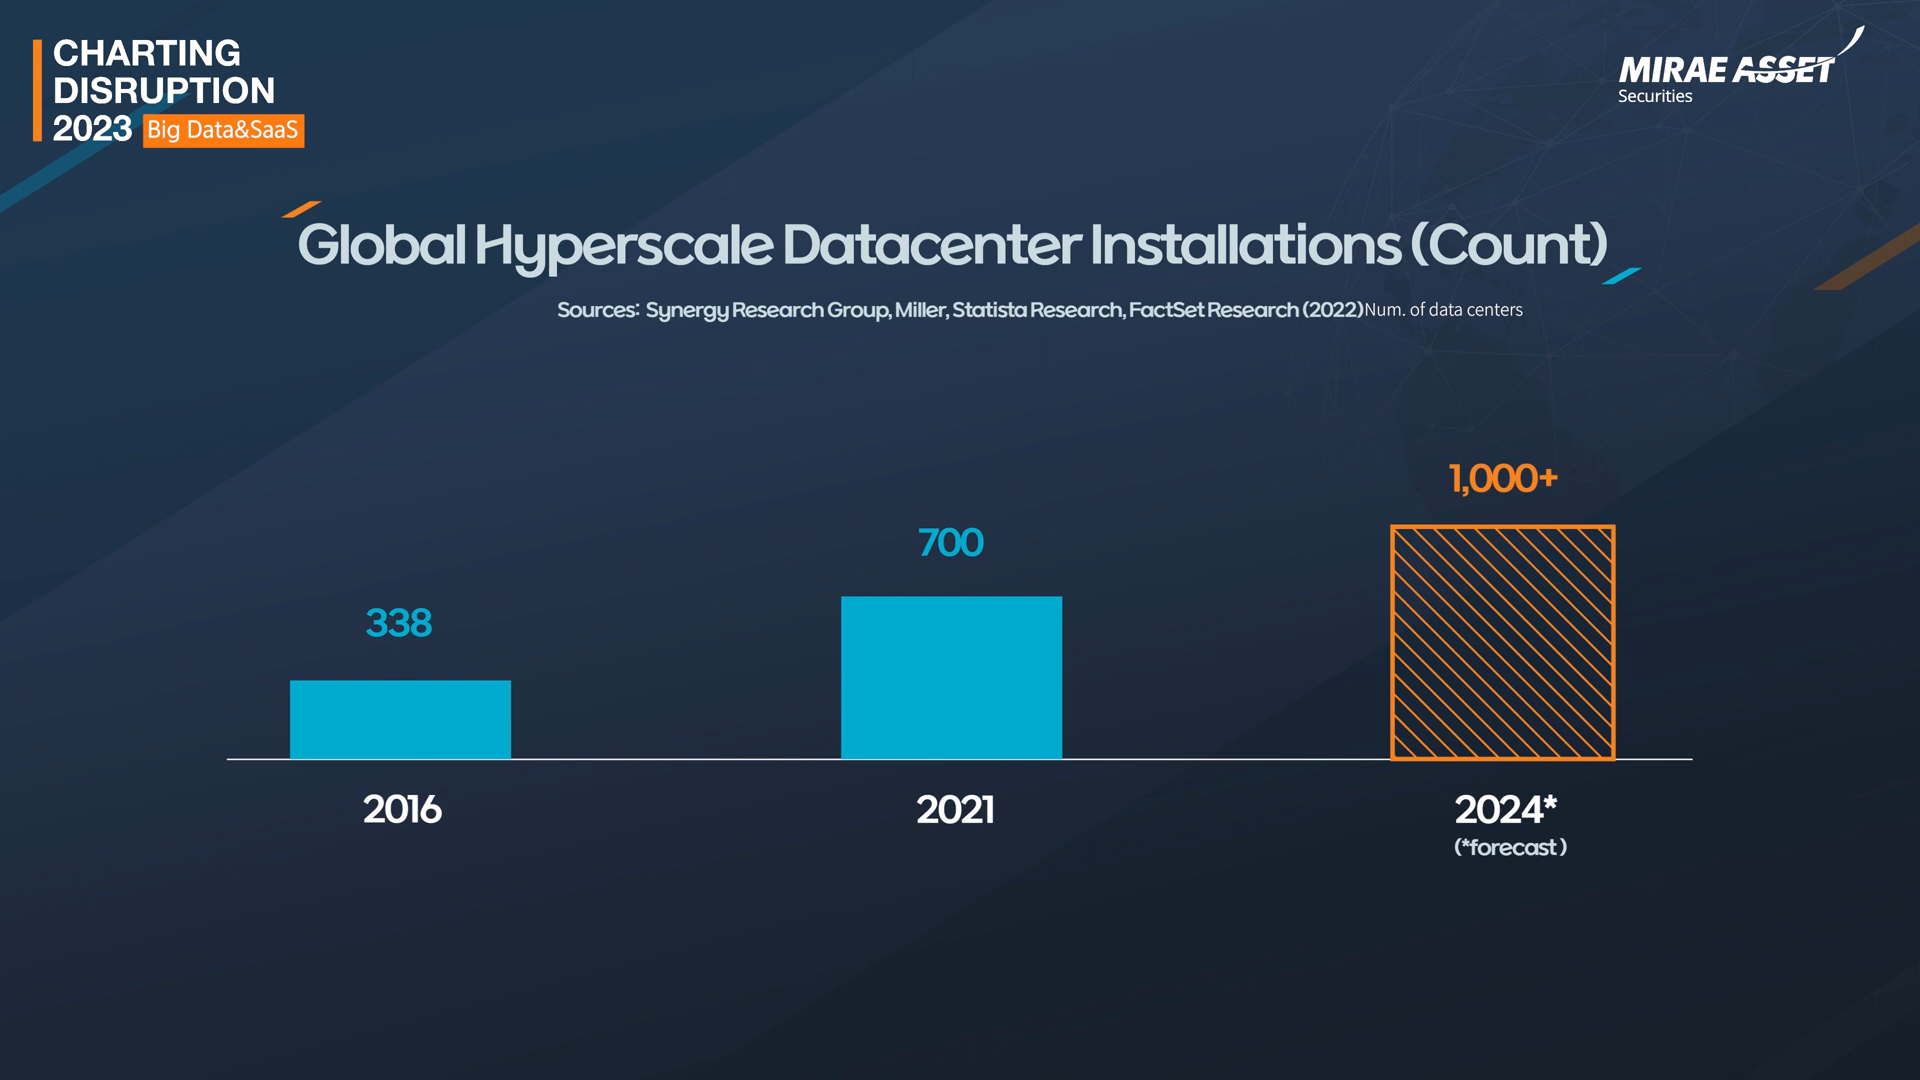 CHARTING
DISRUPTION
2023 Big Data&SaaS
MIRAE ASSET
Securities
Global Hyperscale Datacenter Installations (Count)
Sources: Synergy Research Group, Miller, Statista Research, FactSet Research (2022) Num. of data centers
338
700
1,000+
2016
2021
2024*
(*forecast)